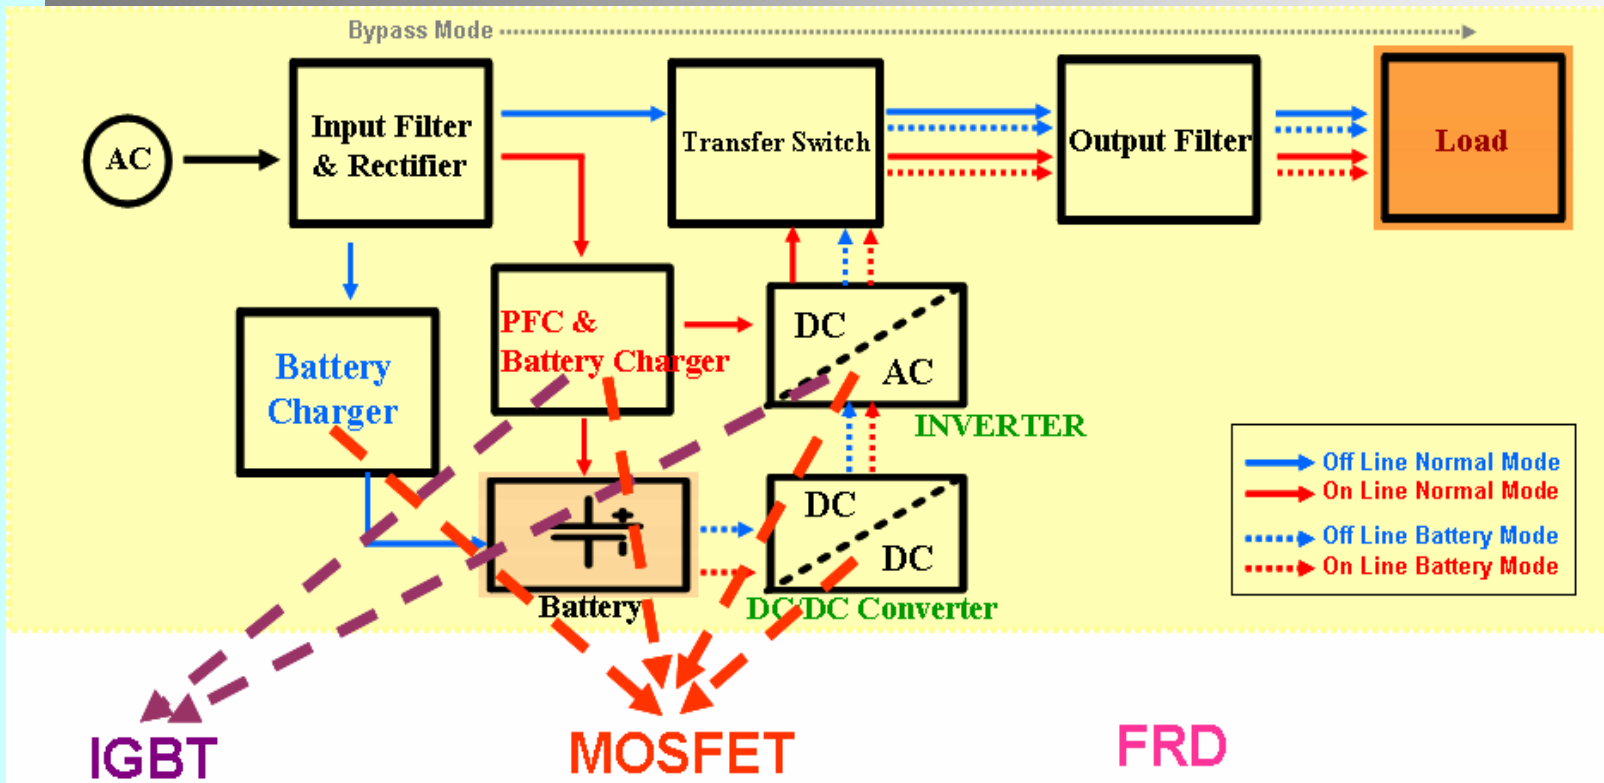 Bypass Mode
AC
Input Filter
& Rectifier
Transfer Switch
Output Filter
Load
Battery
Charger
PFC &
Battery Charger
DC
AC
INVERTER
Battery
DC
DC
DC/DC Converter
Off Line Normal Mode
On Line Normal Mode
Off Line Battery Mode
On Line Battery Mode
IGBT
MOSFET
FRD